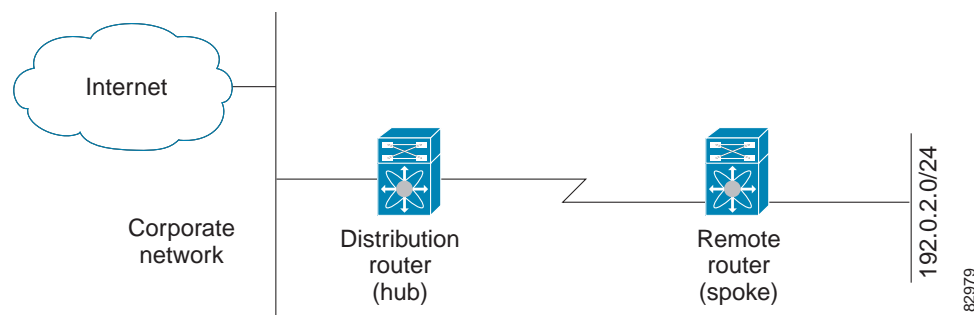 Internet
Corporate
network
Distribution
router
(hub)
Remote
router
(spoke)
192.0.2.0/24
82979